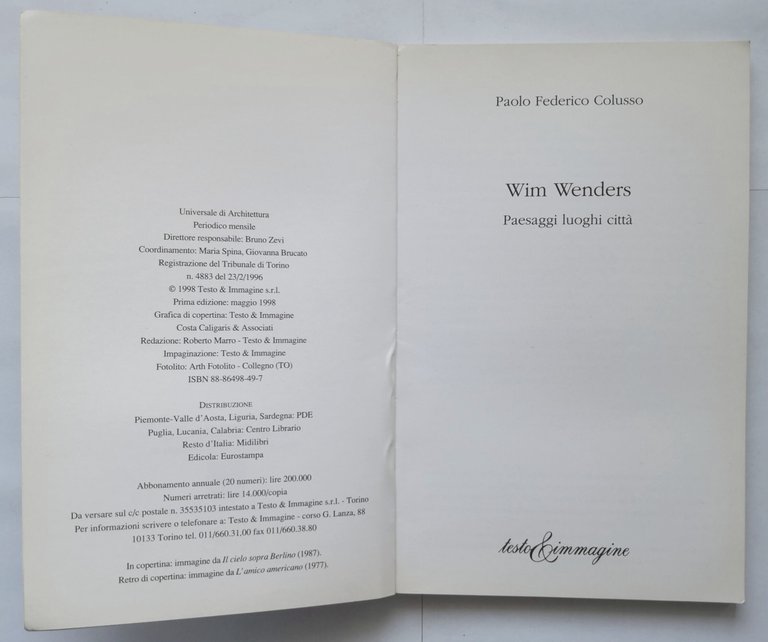 Universale di Architettura
Periodico mensile
Direttore responsabile: Bruno Zevi
Coordinamento: Maria Spina, Giovanna Brucato
Registrazione del Tribunale di Torino
n. 4883 del 23/2/1996
© 1998 Testo & Immagine s.r.l.
Prima edizione: maggio 1998
Grafica di copertina: Testo & Immagine
Costa Caligaris & Associati
Redazione: Roberto Marro - Testo & Immagine
Impaginazione: Testo & Immagine
Fotolito: Arth Fotolito - Collegno (TO)
ISBN 88-86498-49-7
DISTRIBUZIONE
Piemonte-Valle d'Aosta, Liguria, Sardegna: PDE
Puglia, Lucania, Calabria: Centro Librario
Resto d'Italia: Midilibri
Edicola: Eurostampa
Abbonamento annuale (20 numeri): lire 200.000
Numeri arretrati: lire 14.000/copia
Da versare sul c/c postale n. 35535103 intestato a Testo & Immagine s.r.l. - Torino
Per informazioni scrivere o telefonare a: Testo & Immagine - corso G. Lanza, 88
10133 Torino tel. 011/660.31.00 fax 011/660.38.80
In copertina: immagine da Il cielo sopra Berlino (1987).
Retro di copertina: immagine da L'amico americano (1977).
Paolo Federico Colusso
Wim Wenders
Paesaggi luoghi città
testo&immagine